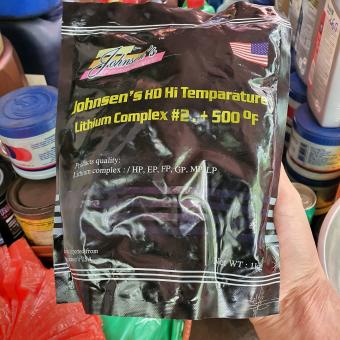 Johnsen's
Johnsen's HD Hi Temparature
Lithium Complex #2 + 500 °F
Products quality:
Lithium complex : / HP, EP, FP, GP, MP, LP
WT : 1